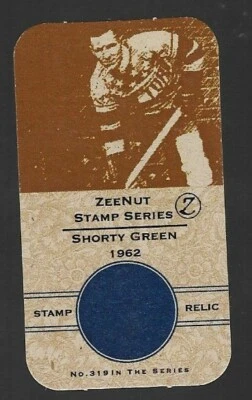 ZEENUT
STAMP SERIES Z
SHORTY GREEN
1962
STAMP RELIC
NO.319 IN THE SERIES